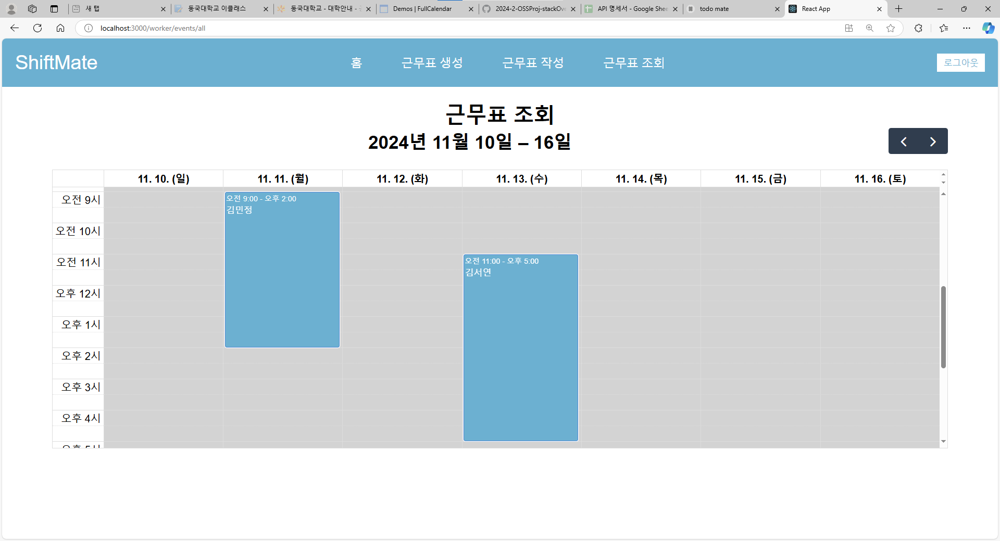 새 탭
동국대학교 이클래스
동국대학교 - 대학안내 -
Demos | FullCalendar
2024-2-OSSProj-stackOve
API 명세서 - Google Shee
todo mate
React App
localhost:3000/worker/events/all
ShiftMate
홈
근무표 생성
근무표 작성
근무표 조회
로그아웃
근무표 조회
2024년 11월 10일 – 16일
11. 10. (일)
11. 11. (월)
11. 12. (화)
11. 13. (수)
11. 14. (목)
11. 15. (금)
11. 16. (토)
오전 9시
오전 9:00 - 오후 2:00
김민정
오전 10시
오전 11시
오전 11:00 - 오후 5:00
김서연
오후 12시
오후 1시
오후 2시
오후 3시
오후 4시
오후 5시